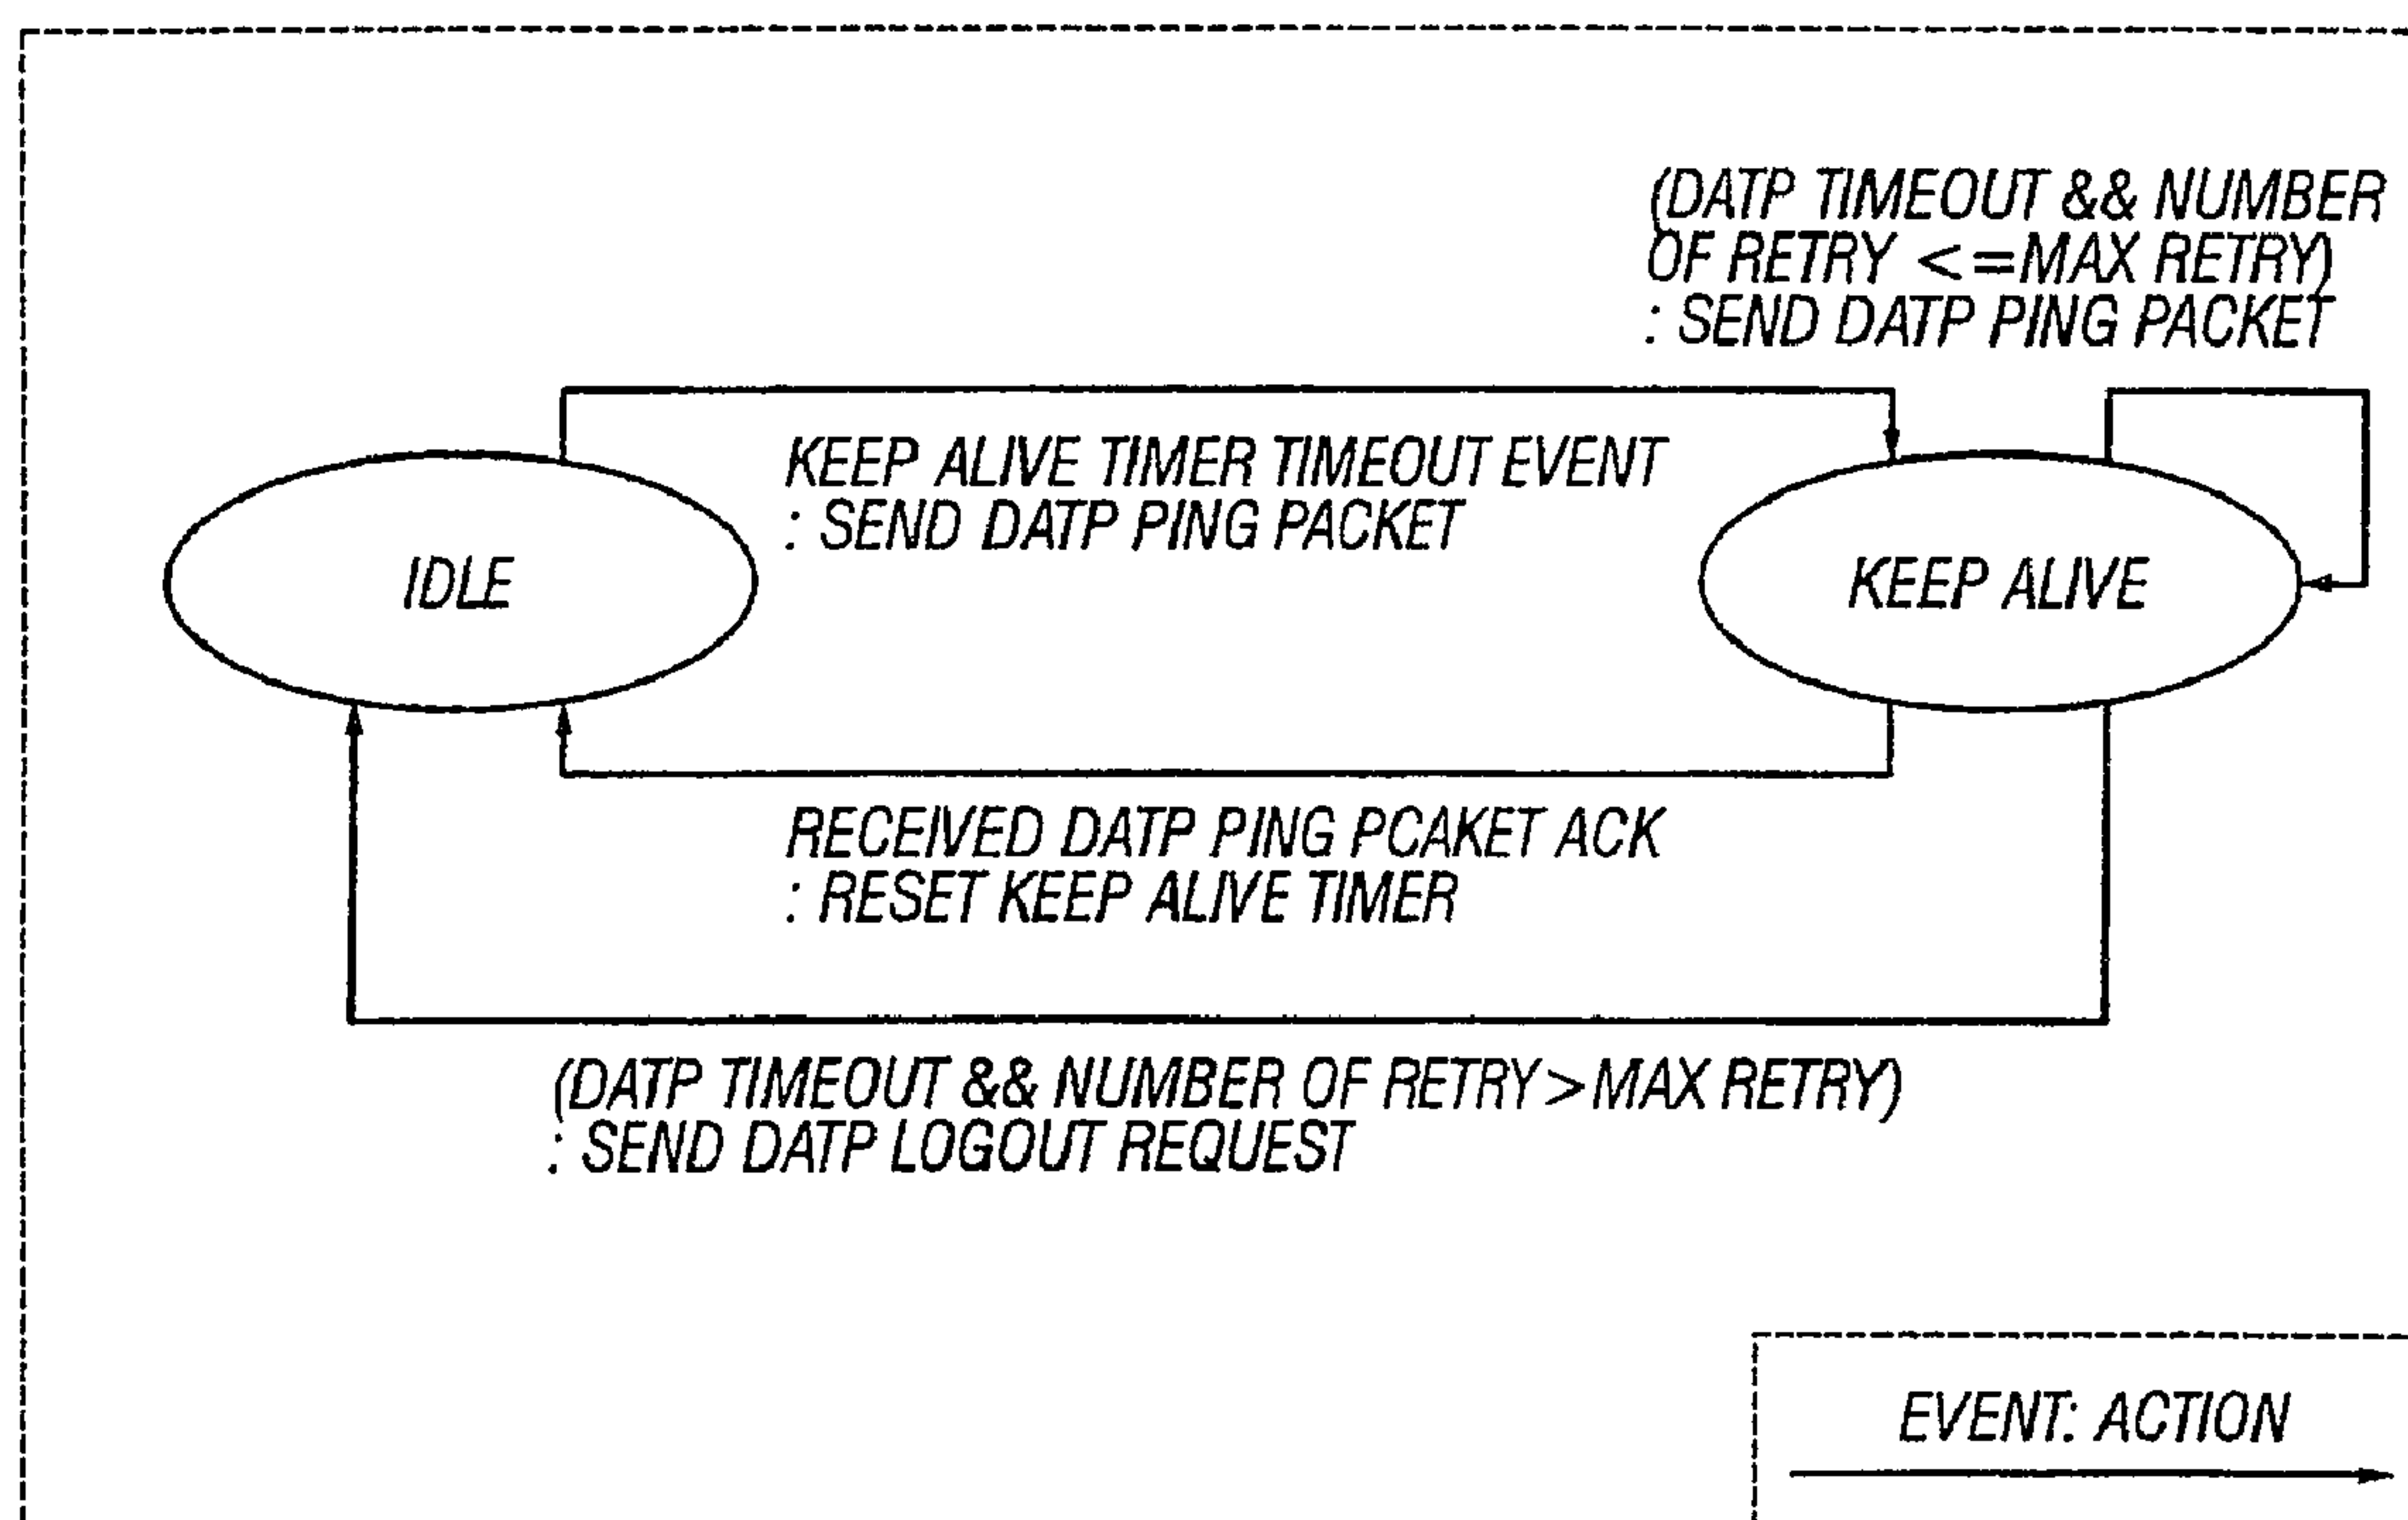 (DATP TIMEOUT && NUMBER
OF RETRY <=MAX RETRY)
: SEND DATP PING PACKET
KEEP ALIVE TIMER TIMEOUT EVENT
: SEND DATP PING PACKET
IDLE
KEEP ALIVE
RECEIVED DATP PING PCAKET ACK
: RESET KEEP ALIVE TIMER
(DATP TIMEOUT && NUMBER OF RETRY>MAX RETRY)
: SEND DATP LOGOUT REQUEST
EVENT: ACTION